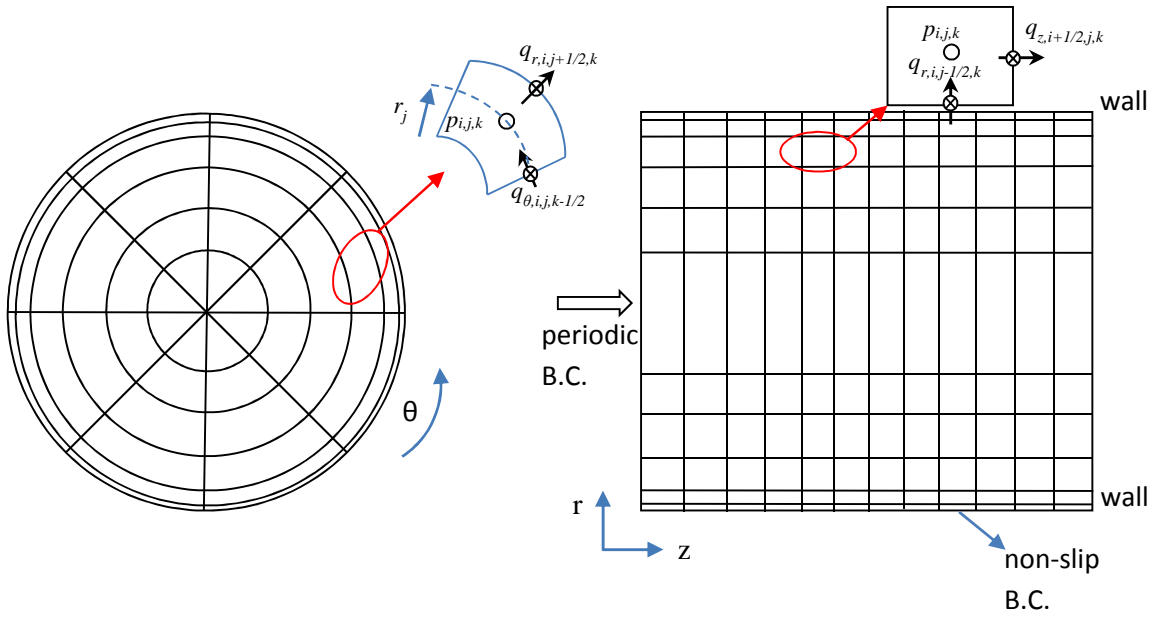 q_{r,i,j+1/2,k}
r_j
p_{i,j,k}
q_{θ,i,j,k-1/2}
θ
p_{i,j,k}
q_{z,i+1/2,j,k}
q_{r,i,j-1/2,k}
wall
periodic
B.C.
wall
r
z
non-slip
B.C.